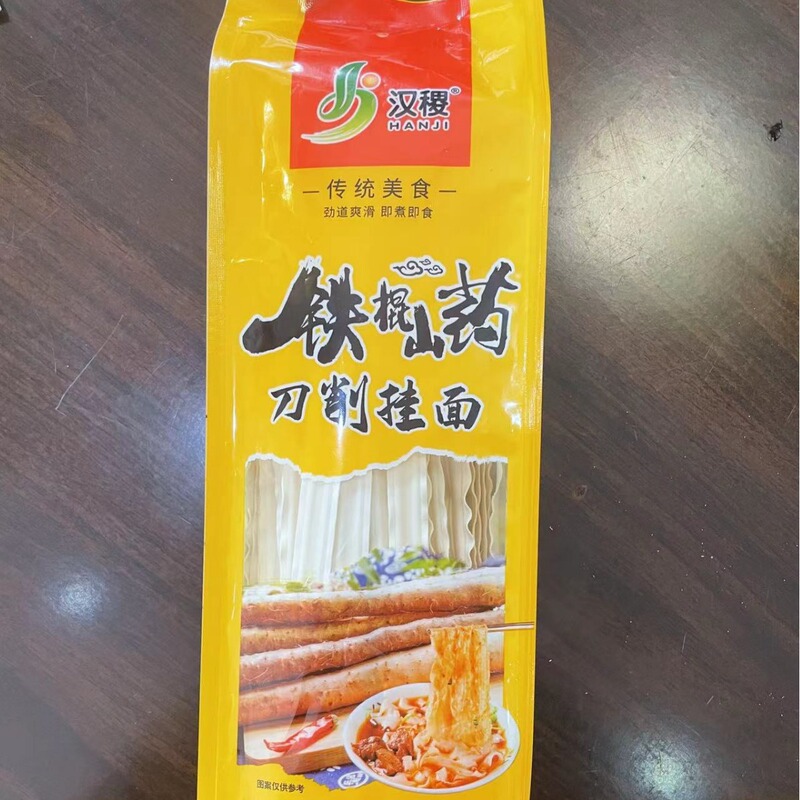 汉稷®
HANJI
传统美食
劲道爽滑 即煮即食
铁棍山药
刀削挂面
图案仅供参考